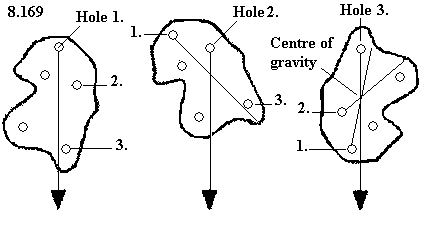 8.169
Hole 1.
2.
3.
1.
Hole 2.
3.
Hole 3.
Centre of
gravity
2.
1.